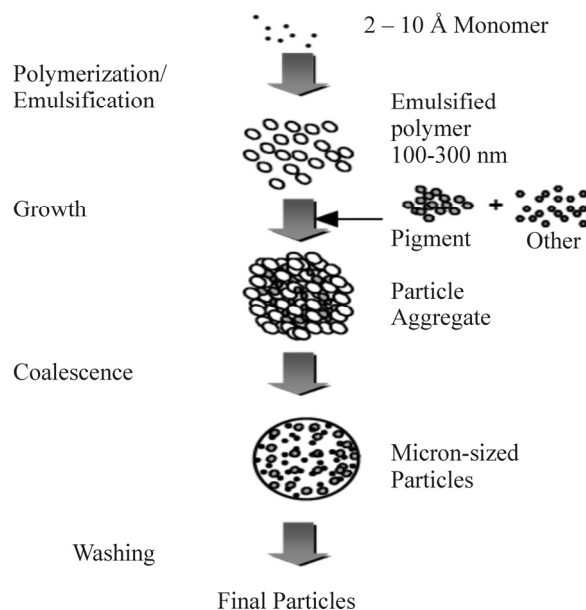 2 – 10 Å Monomer
Polymerization/
Emulsification
Emulsified
polymer
100-300 nm
Growth
+
Pigment
Other
Particle
Aggregate
Coalescence
Micron-sized
Particles
Washing
Final Particles